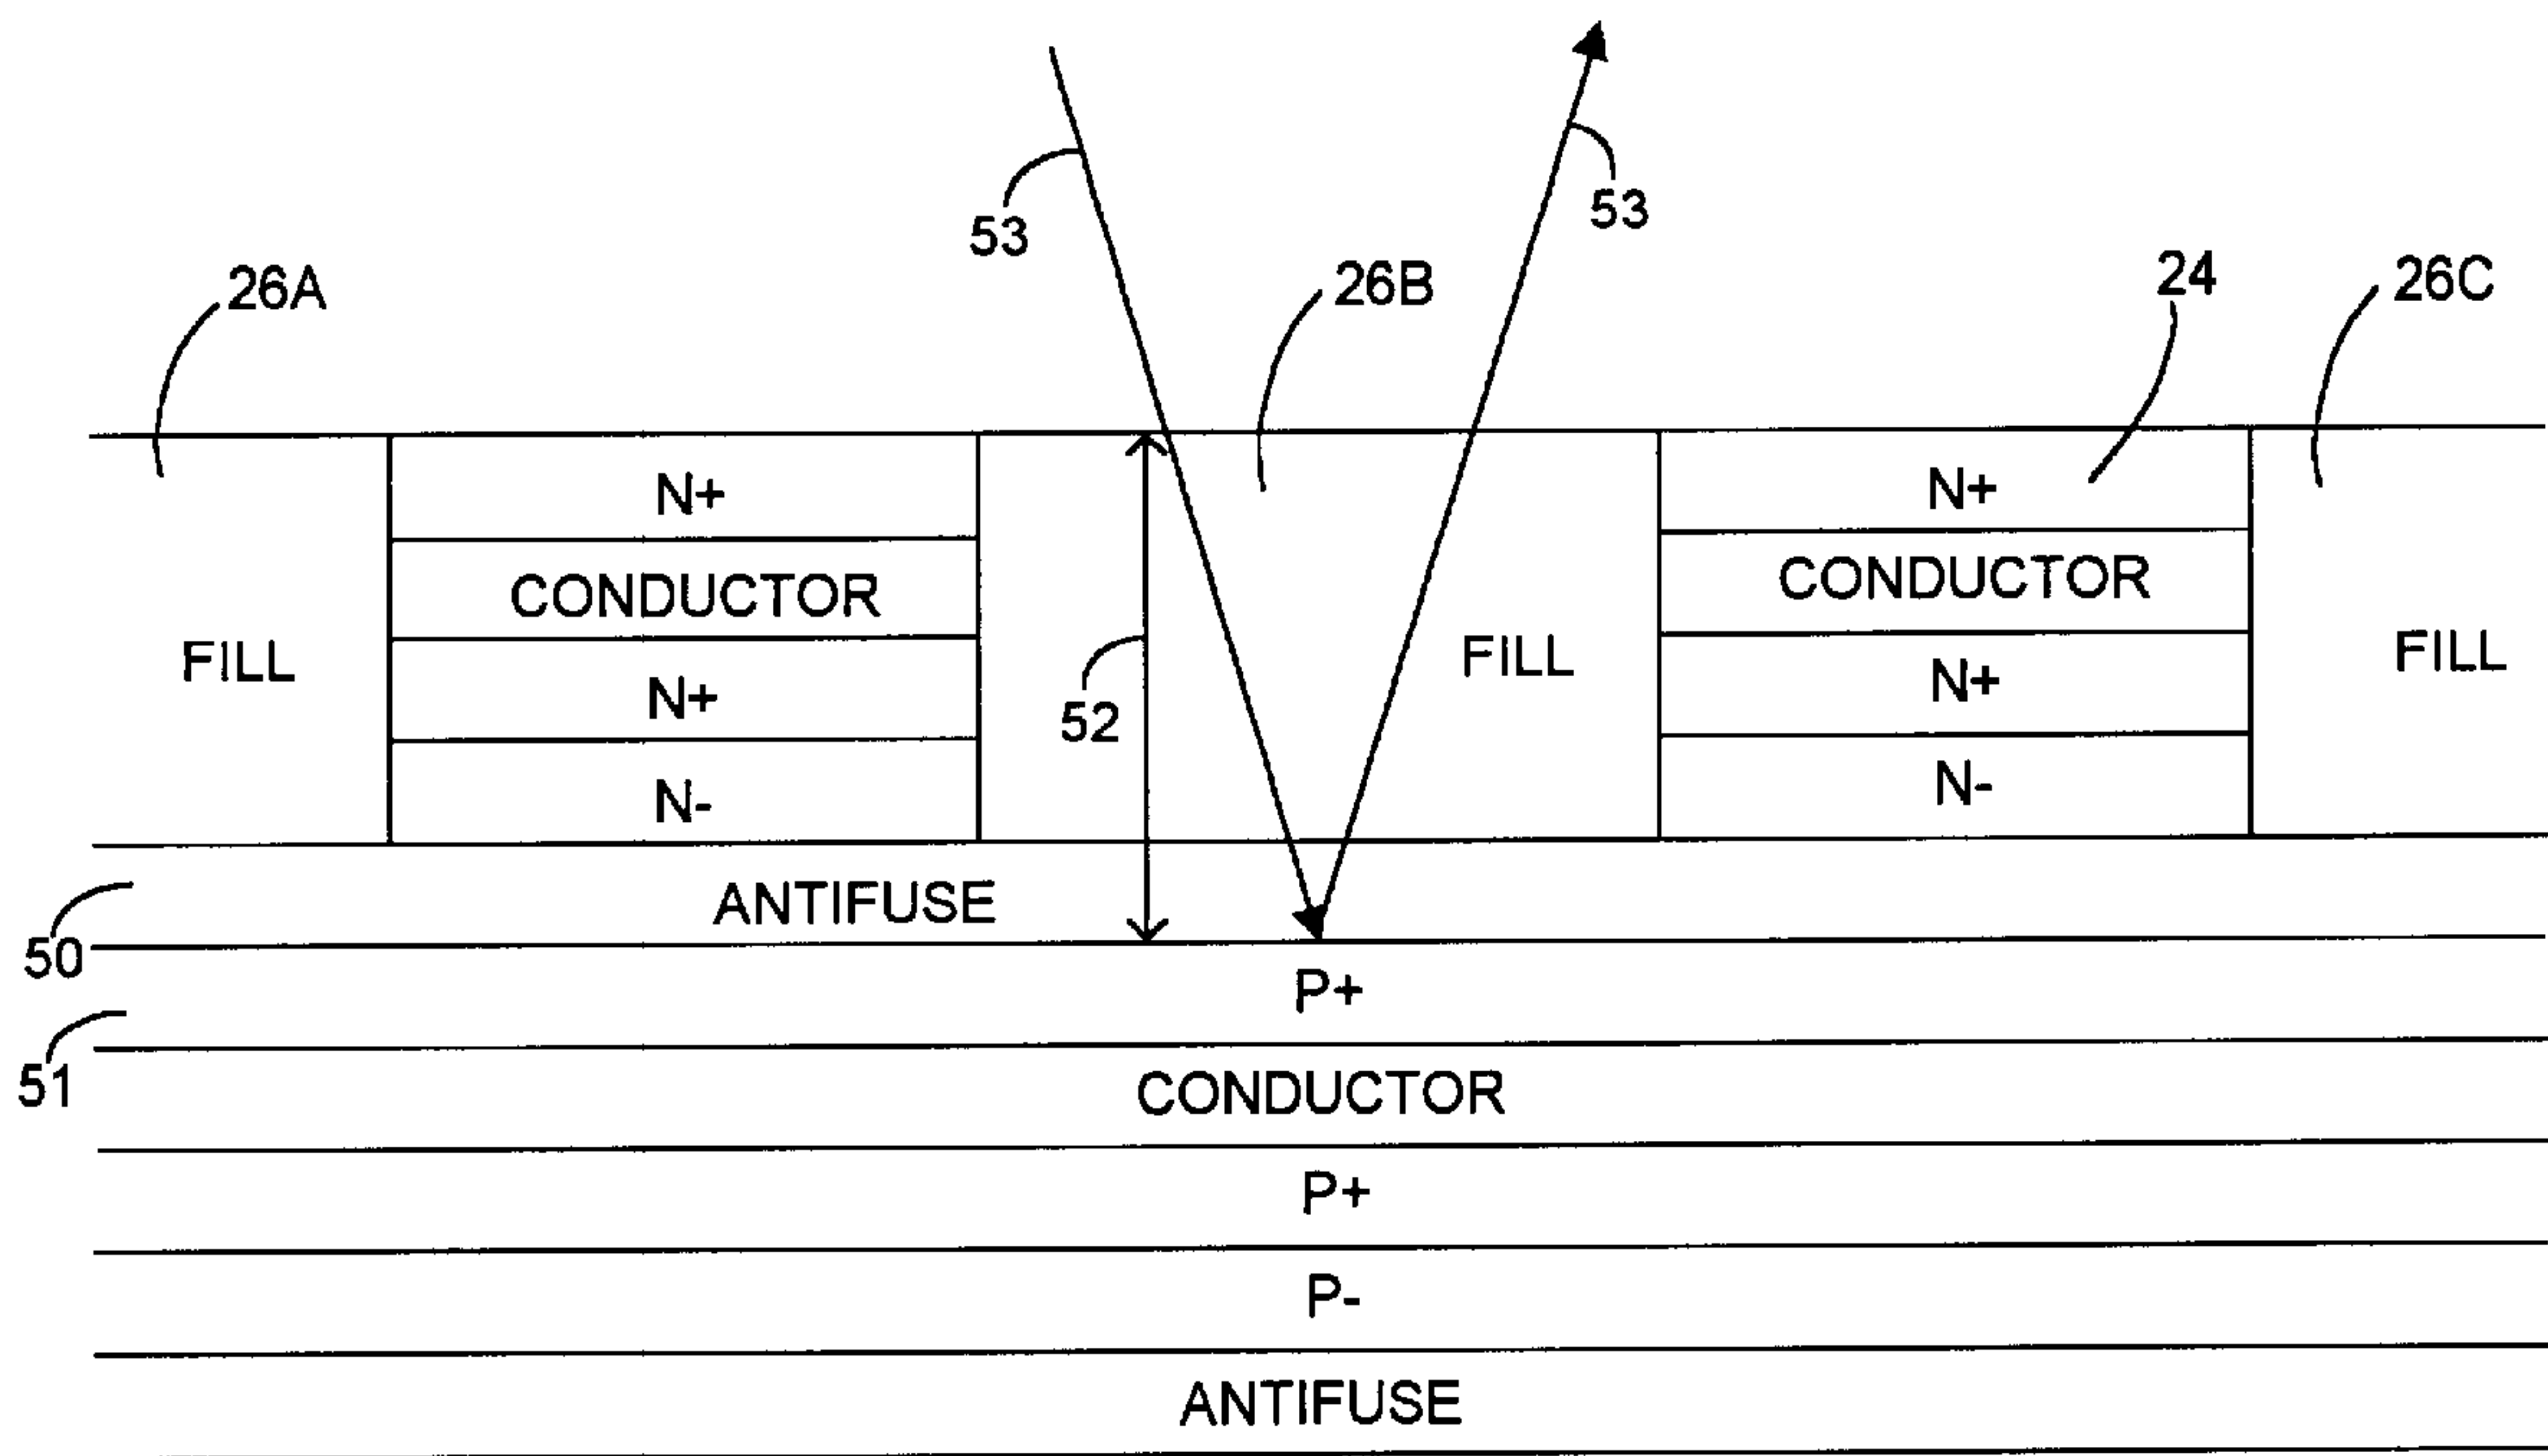 53
53
26A
26B
24
26C
N+
N+
CONDUCTOR
CONDUCTOR
FILL
FILL
FILL
N+
N+
52
N-
N-
ANTIFUSE
50
P+
51
CONDUCTOR
P+
P-
ANTIFUSE